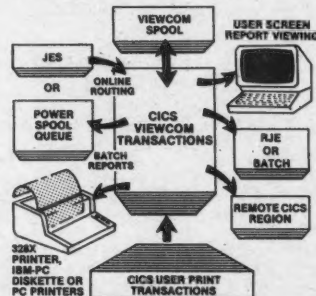 VIEWCOM
SPOOL
USER SCREEN
REPORT VIEWING
JES
OR
ONLINE
ROUTING
POWER
SPOOL
QUEUE
CICS
VIEWCOM
TRANSACTIONS
BATCH
REPORTS
RJE
OR
BATCH
REMOTE CICS
REGION
328X
PRINTER,
IBM-PC
DISKETTE OR
PC PRINTERS
CICS USER PRINT
TRANSACTIONS